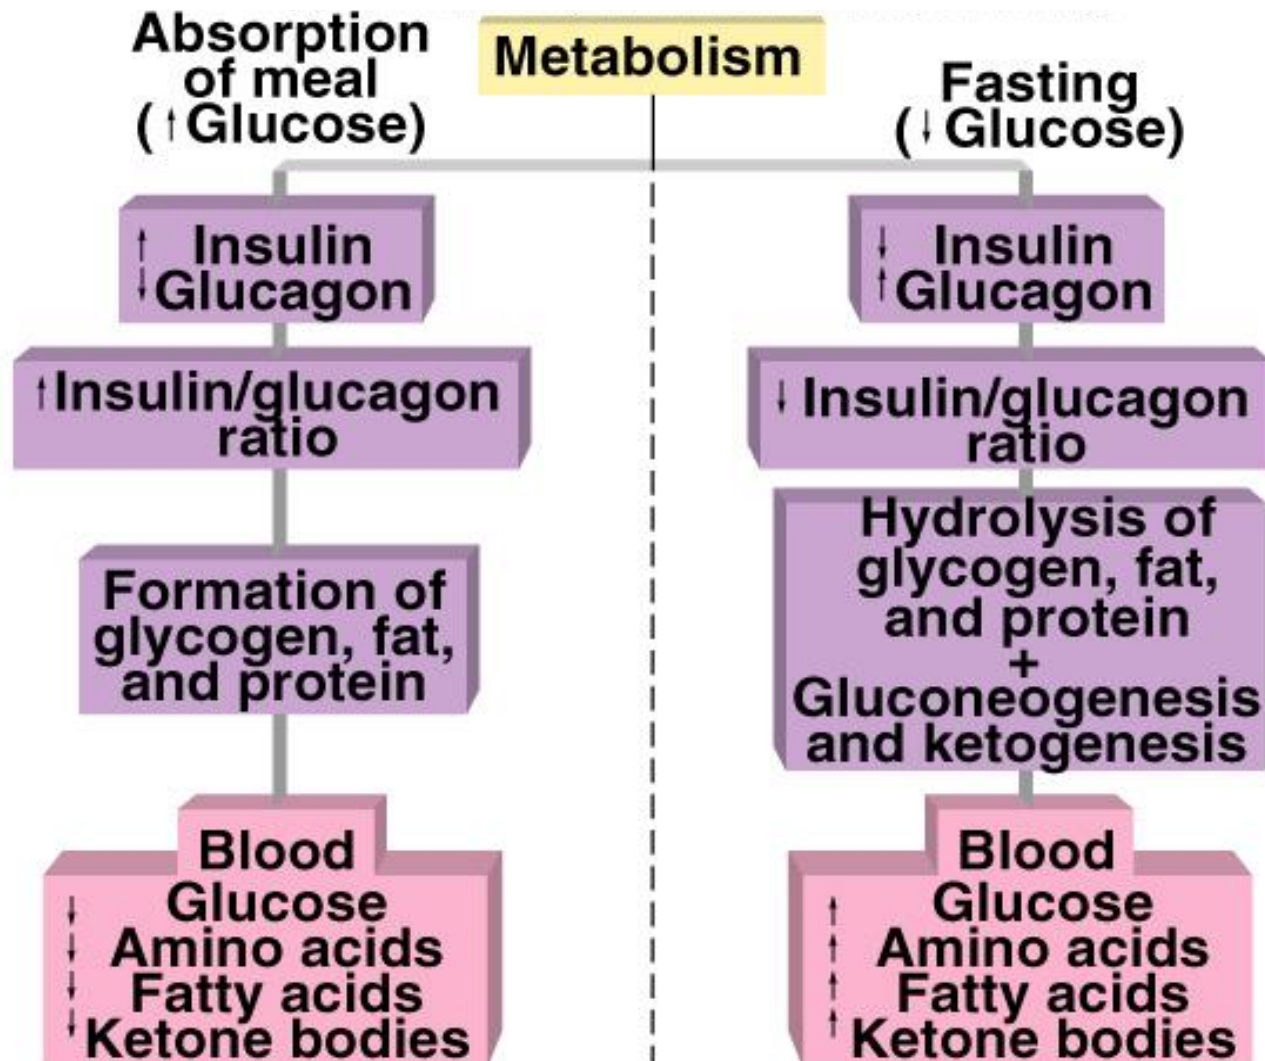 Metabolism
Absorption
of meal
(↑Glucose)
↑ Insulin
↓ Glucagon
↑ Insulin/glucagon
ratio
Formation of
glycogen, fat,
and protein
Blood
↓ Glucose
↓ Amino acids
↓ Fatty acids
↓ Ketone bodies
Fasting
(↓ Glucose)
↓ Insulin
↑ Glucagon
↓ Insulin/glucagon
ratio
Hydrolysis of
glycogen, fat,
and protein
+
Gluconeogenesis
and ketogenesis
Blood
↑ Glucose
↑ Amino acids
↑ Fatty acids
↑ Ketone bodies